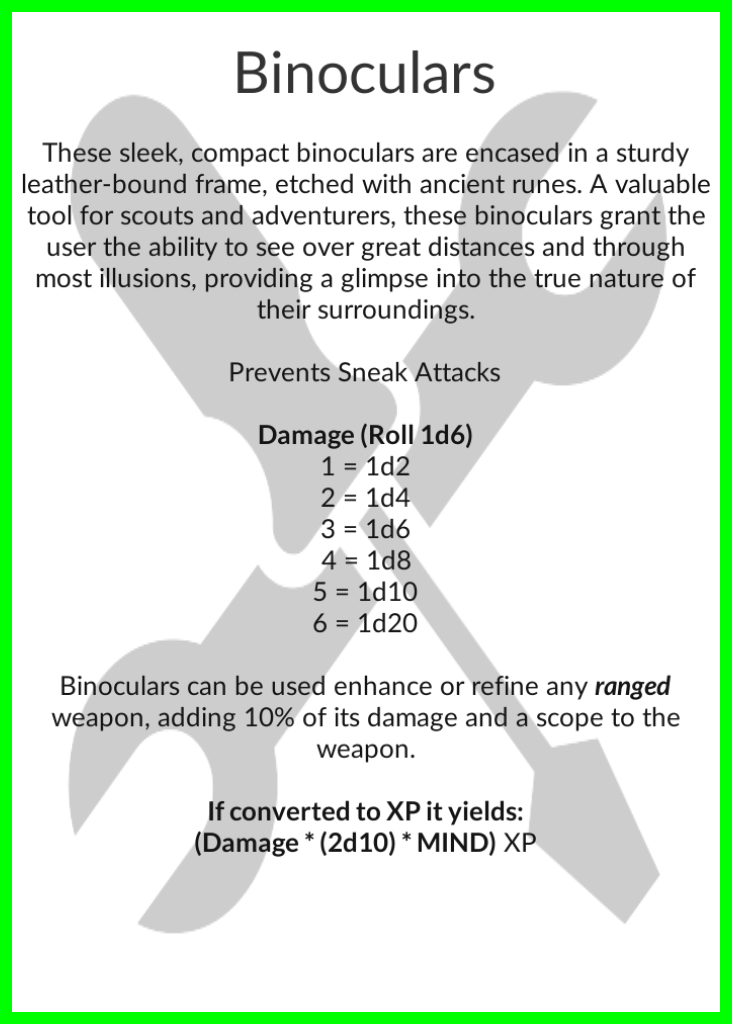 Binoculars
These sleek, compact binoculars are encased in a sturdy
leather-bound frame, etched with ancient runes. A valuable
tool for scouts and adventurers, these binoculars grant the
user the ability to see over great distances and through
most illusions, providing a glimpse into the true nature of
their surroundings.
Prevents Sneak Attacks
Damage (Roll 1d6)
1 = 1d2
2 = 1d4
3 = 1d6
4 = 1d8
5 = 1d10
6 = 1d20
Binoculars can be used enhance or refine any ranged
weapon, adding 10% of its damage and a scope to the
weapon.
If converted to XP it yields:
(Damage * (2d10) * MIND) XP